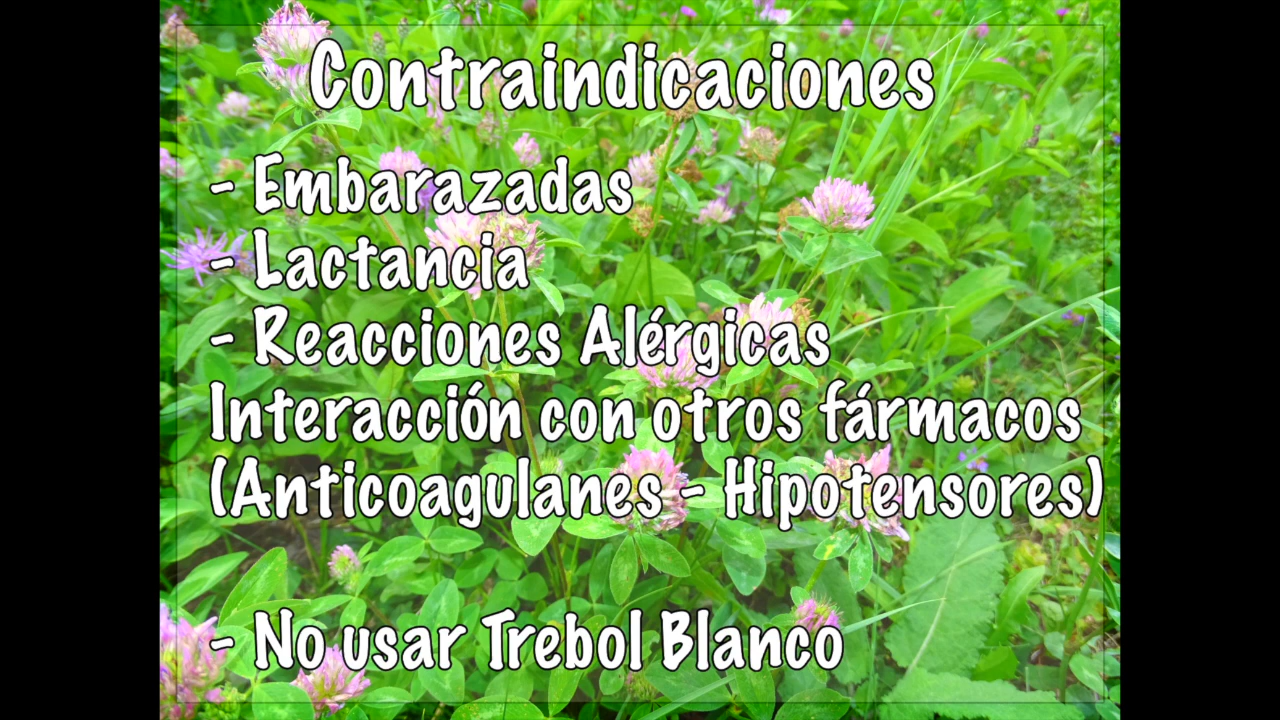 Contraindicaciones
- Embarazadas
- Lactancia
- Reacciones Alérgicas
Interacción con otros fármacos
(Anticoagulanes - Hipotensores)
- No usar Trebol Blanco